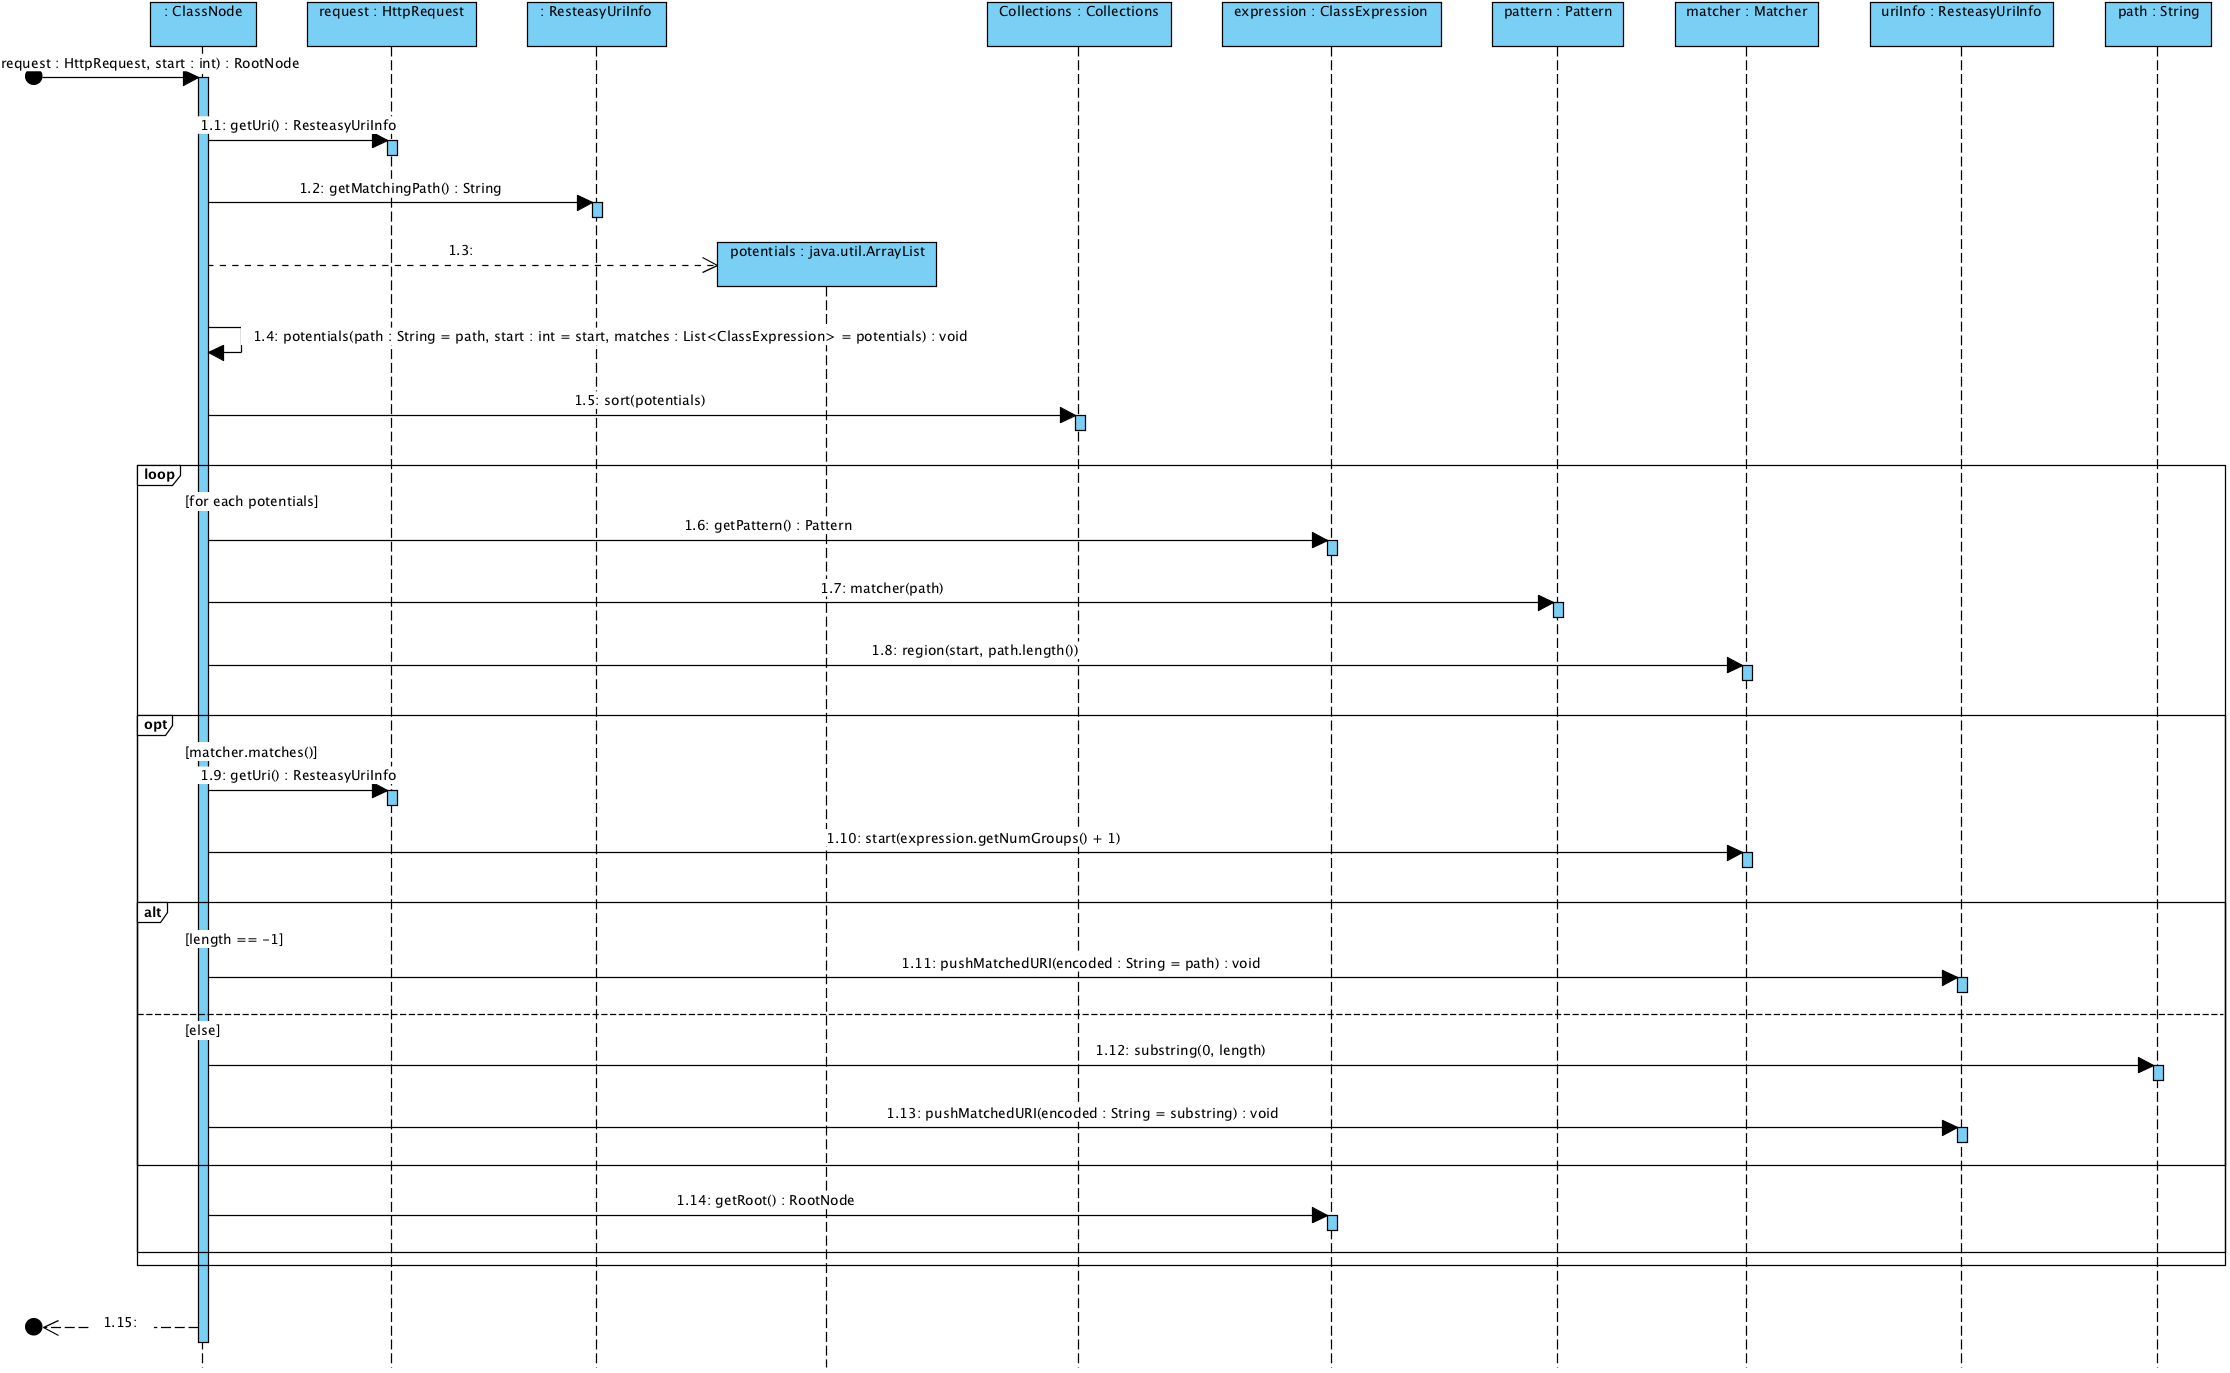 : ClassNode
request : HttpRequest
: ResteasyUriInfo
Collections : Collections
expression : ClassExpression
pattern : Pattern
matcher : Matcher
uriInfo : ResteasyUriInfo
path : String
request : HttpRequest, start : int) : RootNode
1.1: getUri() : ResteasyUriInfo
1.2: getMatchingPath() : String
1.3:
potentials : java.util.ArrayList
1.4: potentials(path : String = path, start : int = start, matches : List<ClassExpression> = potentials) : void
1.5: sort(potentials)
loop
[for each potentials]
1.6: getPattern() : Pattern
1.7: matcher(path)
1.8: region(start, path.length())
opt
[matcher.matches()]
1.9: getUri() : ResteasyUriInfo
1.10: start(expression.getNumGroups() + 1)
alt
[length == -1]
1.11: pushMatchedURI(encoded : String = path) : void
[else]
1.12: substring(0, length)
1.13: pushMatchedURI(encoded : String = substring) : void
1.14: getRoot() : RootNode
1.15: